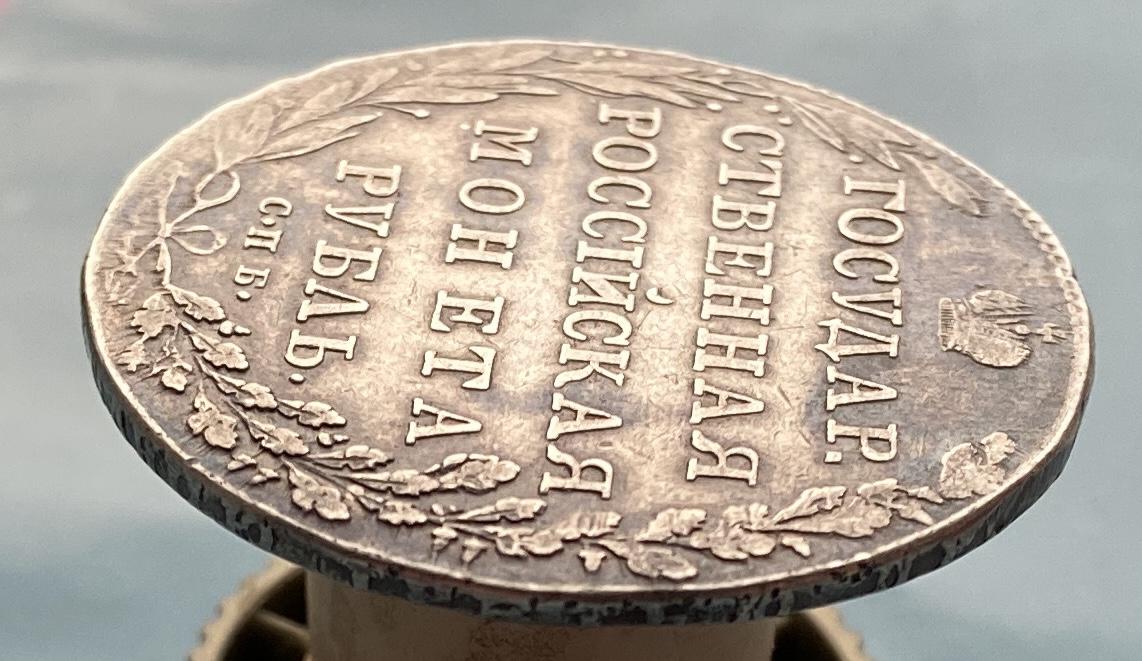 ГОСУДАР.
СТВЕННАЯ
РОССІЙСКАЯ
МОНЕТА
РУБЛЬ.
С.П.Б.